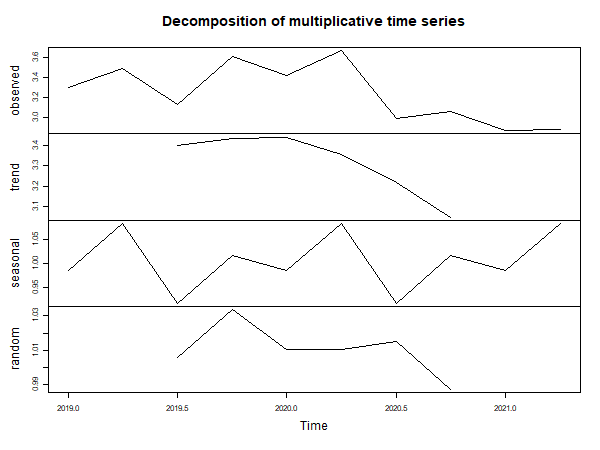 Decomposition of multiplicative time series
observed
3.6
3.4
3.2
3.0
trend
3.4
3.3
3.2
3.1
seasonal
1.05
1.00
0.95
random
1.03
1.01
0.99
2019.0 2019.5 2020.0 2020.5 2021.0
Time